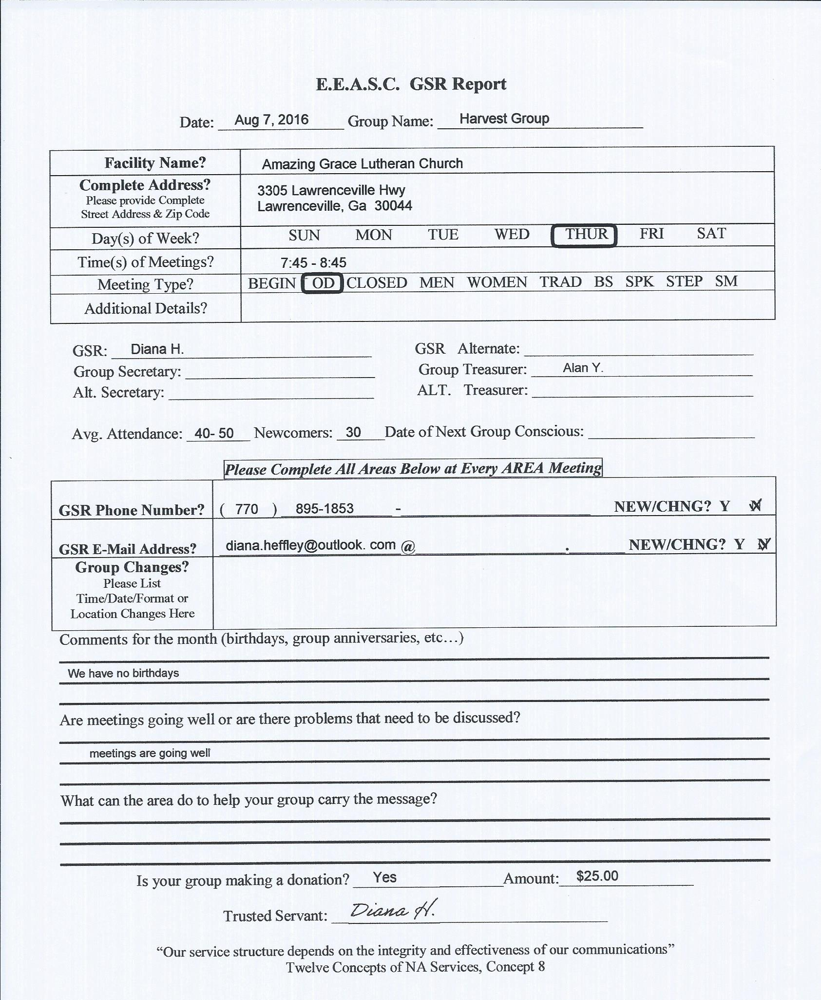 E.E.A.S.C. GSR Report
Date: Aug 7, 2016 Group Name: Harvest Group
Facility Name? Amazing Grace Lutheran Church
Complete Address?
Please provide Complete
Street Address & Zip Code
3305 Lawrenceville Hwy
Lawrenceville, Ga 30044
Day(s) of Week? SUN MON TUE WED THUR FRI SAT
Time(s) of Meetings? 7:45 - 8:45
Meeting Type? BEGIN OD CLOSED MEN WOMEN TRAD BS SPK STEP SM
Additional Details?
GSR: Diana H. GSR Alternate:
Group Secretary: Group Treasurer: Alan Y.
Alt. Secretary: ALT. Treasurer:
Avg. Attendance: 40- 50 Newcomers: 30 Date of Next Group Conscious:
Please Complete All Areas Below at Every AREA Meeting
GSR Phone Number? ( 770 ) 895-1853 - NEW/CHNG? Y N
GSR E-Mail Address? diana.heffley@outlook. com @ . NEW/CHNG? Y N
Group Changes?
Please List
Time/Date/Format or
Location Changes Here
Comments for the month (birthdays, group anniversaries, etc...)
We have no birthdays
Are meetings going well or are there problems that need to be discussed?
meetings are going well
What can the area do to help your group carry the message?
Is your group making a donation? Yes Amount: $25.00
Trusted Servant: Diana H.
“Our service structure depends on the integrity and effectiveness of our communications”
Twelve Concepts of NA Services, Concept 8